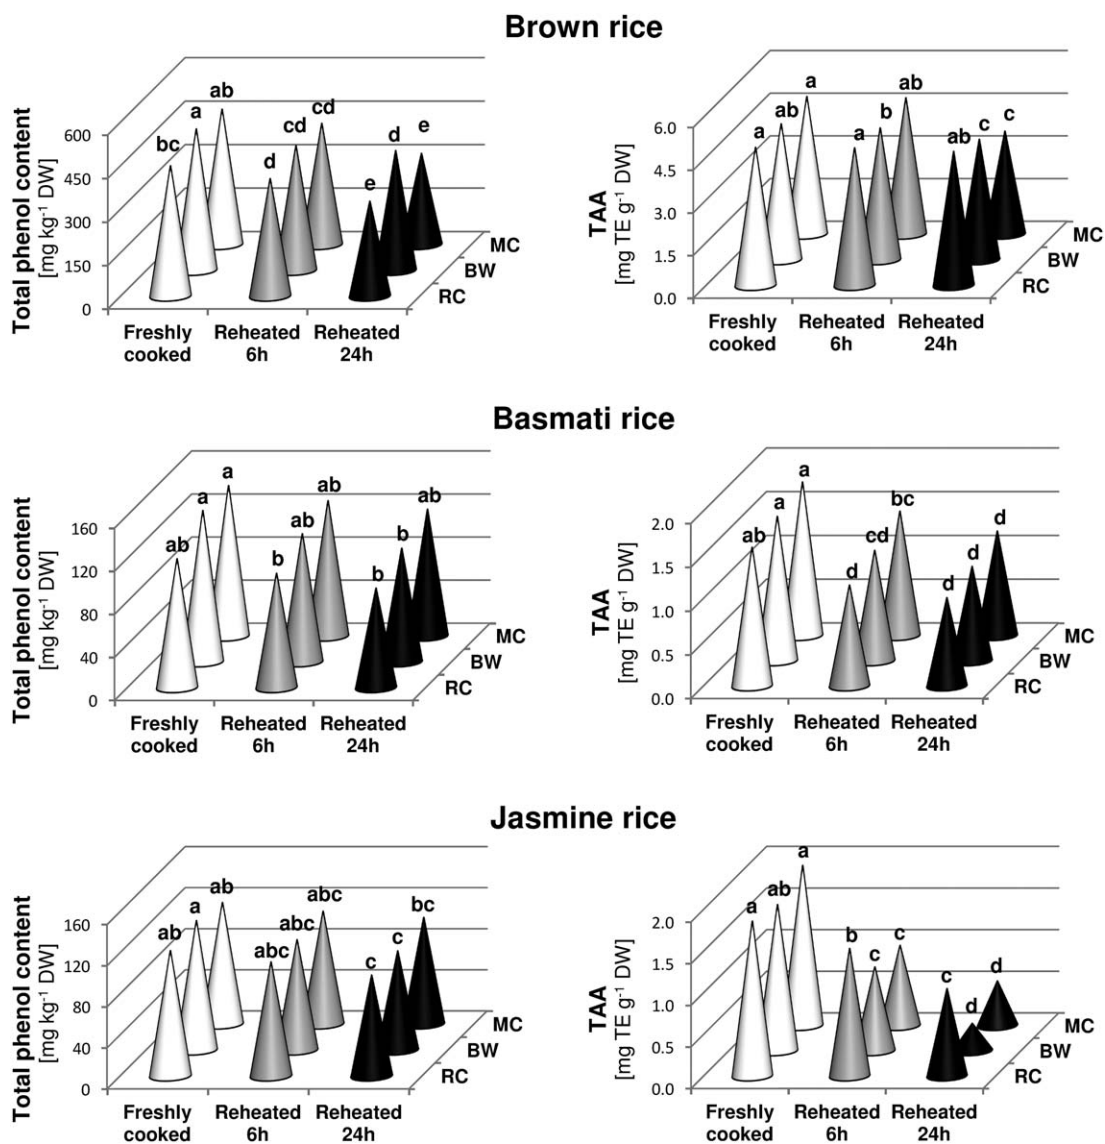 Brown rice
Total phenol content
[mg kg⁻¹ DW]
600
450
300
150
0
bc a ab
d cd cd
e d e
MC
BW
RC
Freshly cooked
Reheated 6h
Reheated 24h
TAA
[mg TE g⁻¹ DW]
6.0
4.5
3.0
1.5
0.0
a ab a
a b ab
ab c c
MC
BW
RC
Freshly cooked
Reheated 6h
Reheated 24h
Basmati rice
Total phenol content
[mg kg⁻¹ DW]
160
120
80
40
0
ab a a
b ab ab
b b ab
MC
BW
RC
Freshly cooked
Reheated 6h
Reheated 24h
TAA
[mg TE g⁻¹ DW]
2.0
1.5
1.0
0.5
0.0
ab a a
d cd bc
d d d
MC
BW
RC
Freshly cooked
Reheated 6h
Reheated 24h
Jasmine rice
Total phenol content
[mg kg⁻¹ DW]
160
120
80
40
0
ab a ab
abc abc abc
c c bc
MC
BW
RC
Freshly cooked
Reheated 6h
Reheated 24h
TAA
[mg TE g⁻¹ DW]
2.0
1.5
1.0
0.5
0.0
a ab a
b c c
c d d
MC
BW
RC
Freshly cooked
Reheated 6h
Reheated 24h